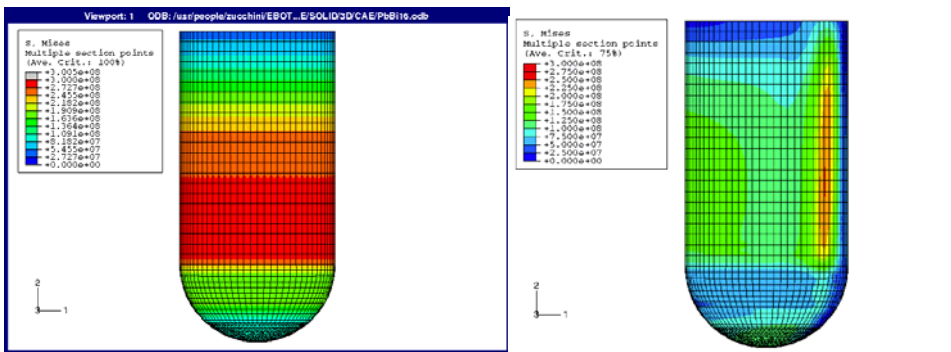 Viewport: 1 ODB: /usr/people/zucchini/EBOT...E/SOLID/3D/CAE/PbBi16.odb
S. Mises
Multiple section points
(Ave. Crit.: 100%)
+3.005e+08
+3.000e+08
+2.727e+08
+2.455e+08
+2.182e+08
+1.909e+08
+1.636e+08
+1.364e+08
+1.091e+08
+8.182e+07
+5.455e+07
+2.727e+07
+0.000e+00
2
3
1
S. Mises
Multiple section points
(Ave. Crit.: 75%)
+3.000e+08
+2.750e+08
+2.500e+08
+2.250e+08
+2.000e+08
+1.750e+08
+1.500e+08
+1.250e+08
+1.000e+08
+7.500e+07
+5.000e+07
+2.500e+07
+0.000e+00
2
3
1